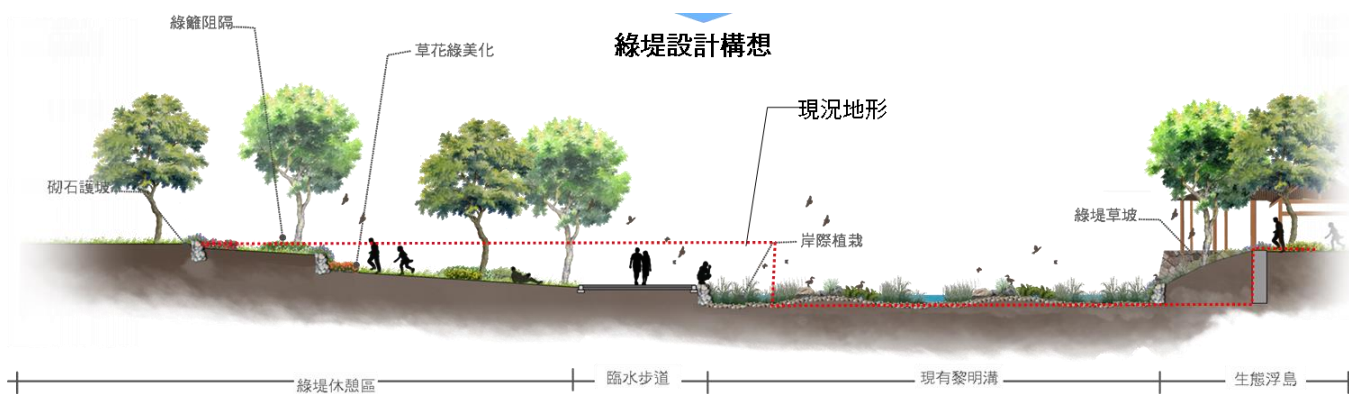 綠堤設計構想
綠籬阻隔
草花綠美化
現況地形
砌石護坡
綠堤草坡
岸際植栽
綠堤休憩區
臨水步道
現有黎明溝
生態浮島